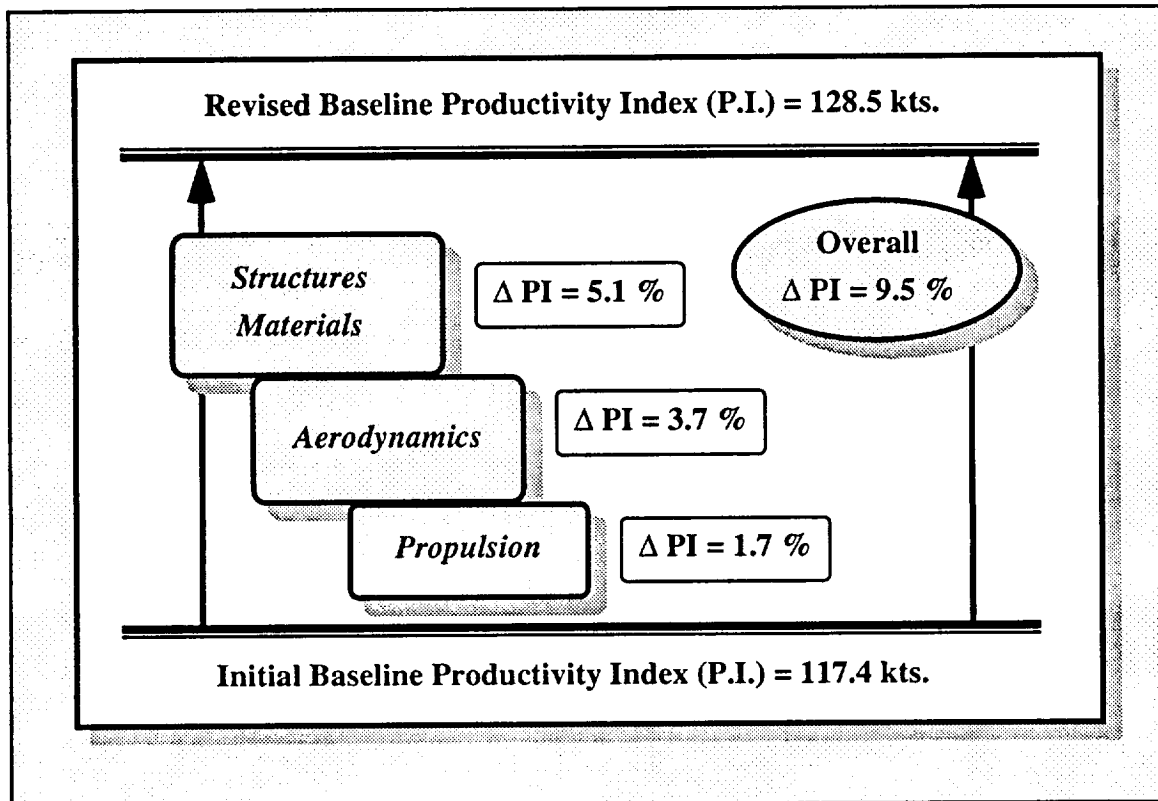 Revised Baseline Productivity Index (P.I.) = 128.5 kts.
Structures
Materials
Δ PI = 5.1 %
Overall
Δ PI = 9.5 %
Aerodynamics
Δ PI = 3.7 %
Propulsion
Δ PI = 1.7 %
Initial Baseline Productivity Index (P.I.) = 117.4 kts.